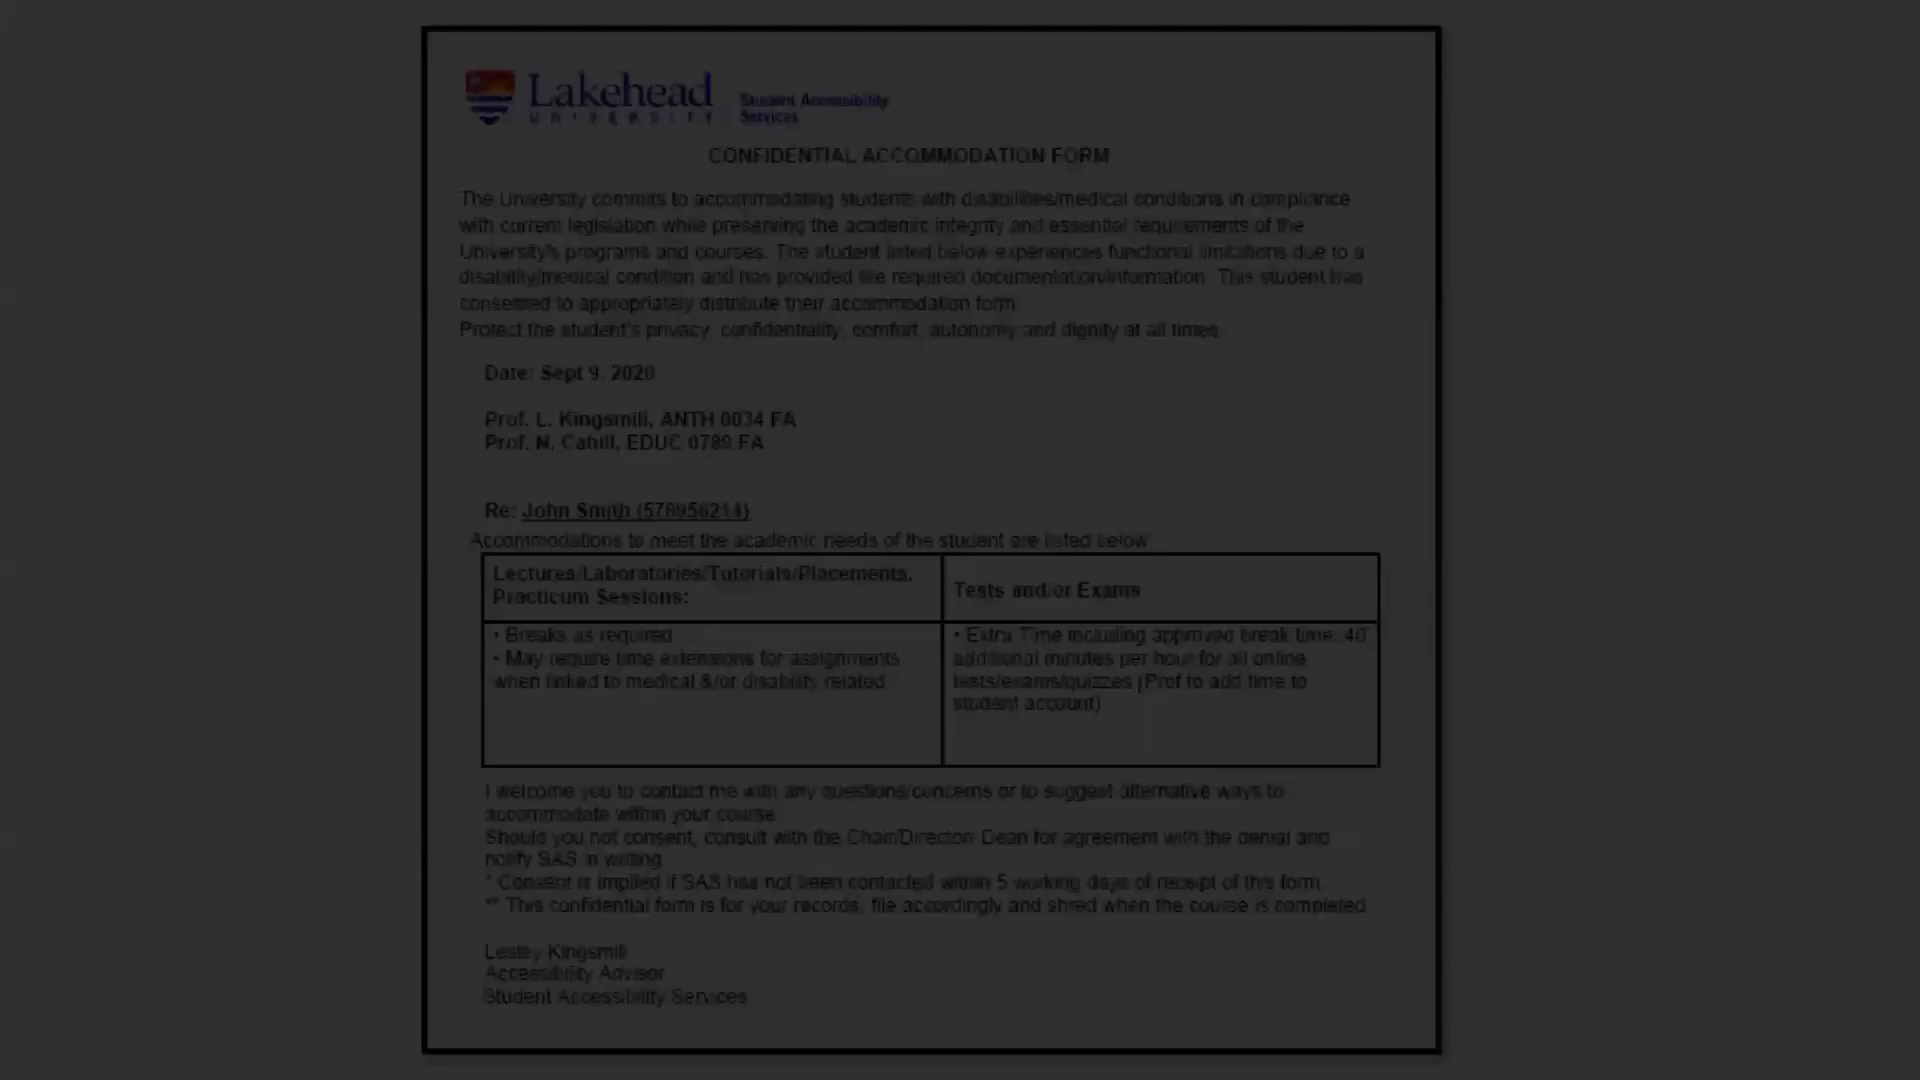 Lakehead
UNIVERSITY
Student Accessibility
Services
CONFIDENTIAL ACCOMMODATION FORM
The University commits to accommodating students with disabilities/medical conditions in compliance
with current legislation while preserving the academic integrity and essential requirements of the
University's programs and courses. The student listed below experiences functional limitations due to a
disability/medical condition and has provided the required documentation/information. This student has
consented to appropriately distribute their accommodation form.
Protect the student's privacy, confidentiality, comfort, autonomy and dignity at all times.
Date: Sept 9, 2020
Prof. L. Kingsmill, ANTH 0034 FA
Prof. N. Cahill, EDUC 0789 FA
Re: John Smith (578956214)
Accommodations to meet the academic needs of the student are listed below
Lectures/Laboratories/Tutorials/Placements,
Practicum Sessions:
Tests and/or Exams
• Breaks as required
• May require time extensions for assignments
when linked to medical &/or disability related
• Extra Time including approved break time: 40
additional minutes per hour for all online
tests/exams/quizzes (Prof to add time to
student account)
I welcome you to contact me with any questions/concerns or to suggest alternative ways to
accommodate within your course.
Should you not consent, consult with the Chair/Director/ Dean for agreement with the denial and
notify SAS in writing.
* Consent is implied if SAS has not been contacted within 5 working days of receipt of this form.
** This confidential form is for your records, file accordingly and shred when the course is completed.
Lesley Kingsmill
Accessibility Advisor
Student Accessibility Services